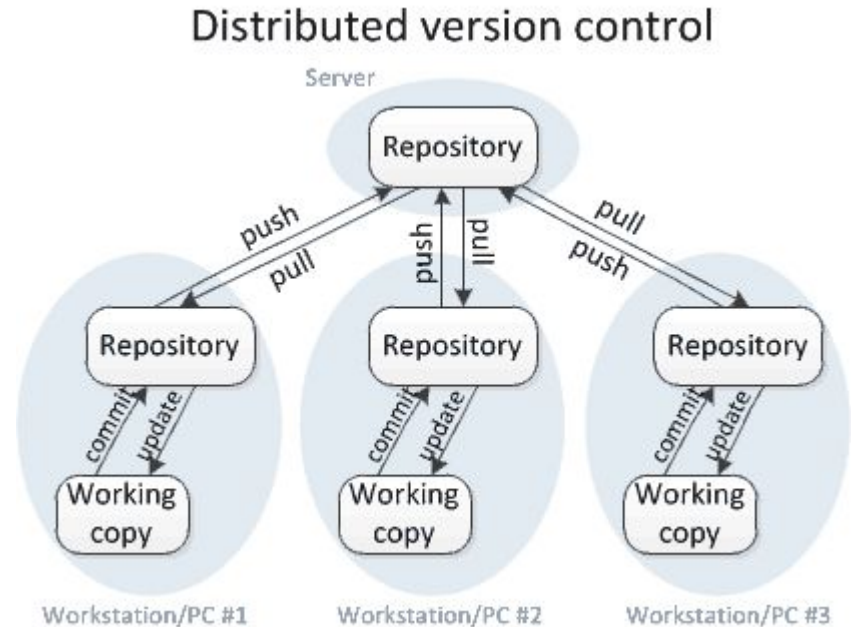 Distributed version control
Server
Repository
push
pull
push
pull
pull
push
Repository
Repository
Repository
commit
update
commit
update
commit
update
Working
copy
Working
copy
Working
copy
Workstation/PC #1
Workstation/PC #2
Workstation/PC #3